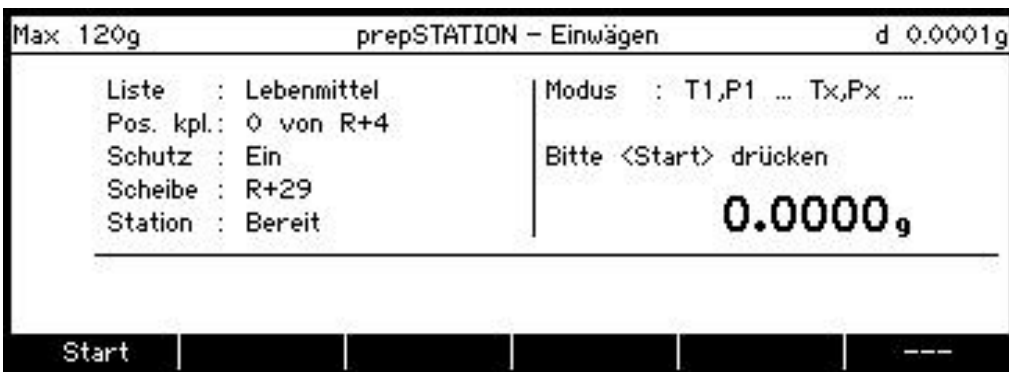 Max 120g prepSTATION – Einwägen d 0.0001g
Liste : Lebenmittel
Pos. kpl.: 0 von R+4
Schutz : Ein
Scheibe : R+29
Station : Bereit
Modus : T1,P1 … Tx,Px …
Bitte <Start> drücken
0.0000g
Start ---